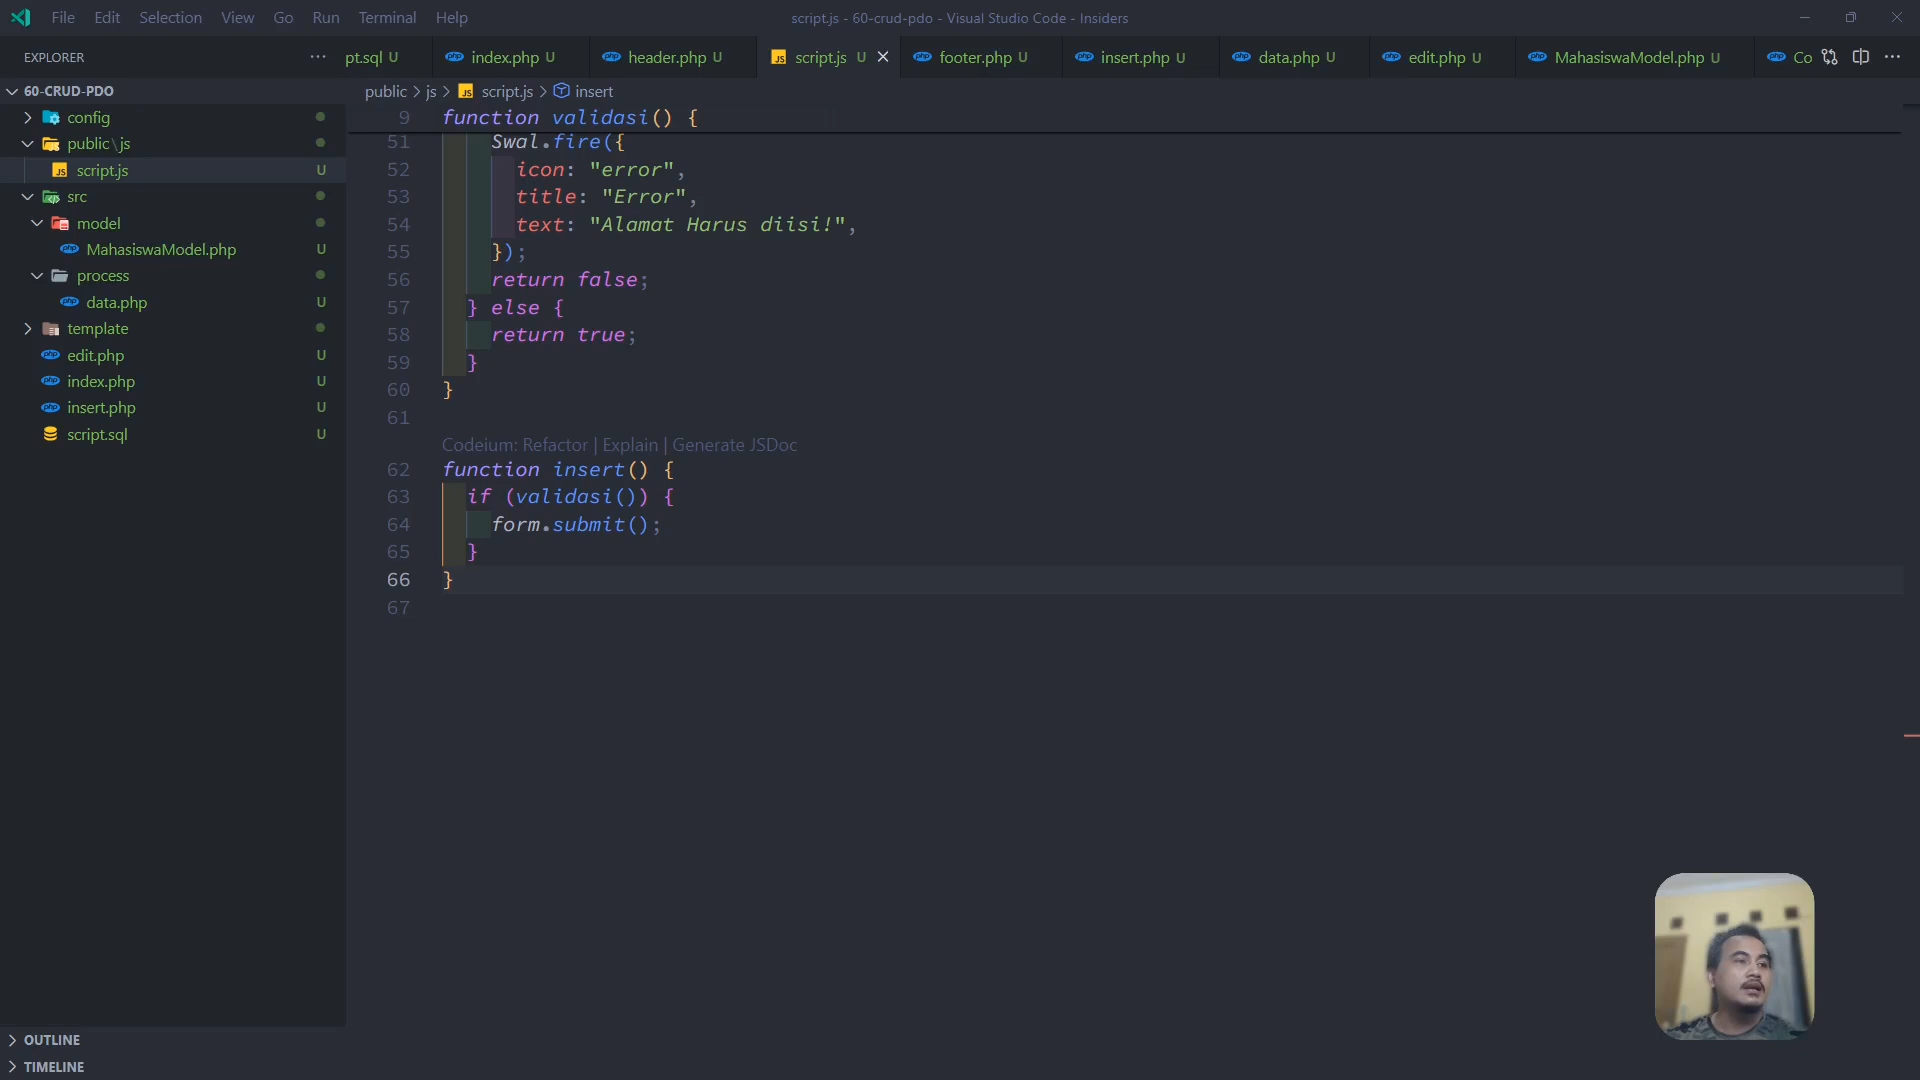 File Edit Selection View Go Run Terminal Help
script.js - 60-crud-pdo - Visual Studio Code - Insiders
EXPLORER
pt.sql U
index.php U
header.php U
script.js U
footer.php U
insert.php U
data.php U
edit.php U
MahasiswaModel.php U
Co
60-CRUD-PDO
config
public\js
script.js U
src
model
MahasiswaModel.php U
process
data.php U
template
edit.php U
index.php U
insert.php U
script.sql U
OUTLINE
TIMELINE
public > js > script.js > insert
9 function validasi() {
51 Swal.fire({
52 icon: "error",
53 title: "Error",
54 text: "Alamat Harus diisi!",
55 });
56 return false;
57 } else {
58 return true;
59 }
60 }
61
Codeium: Refactor | Explain | Generate JSDoc
62 function insert() {
63 if (validasi()) {
64 form.submit();
65 }
66 }
67